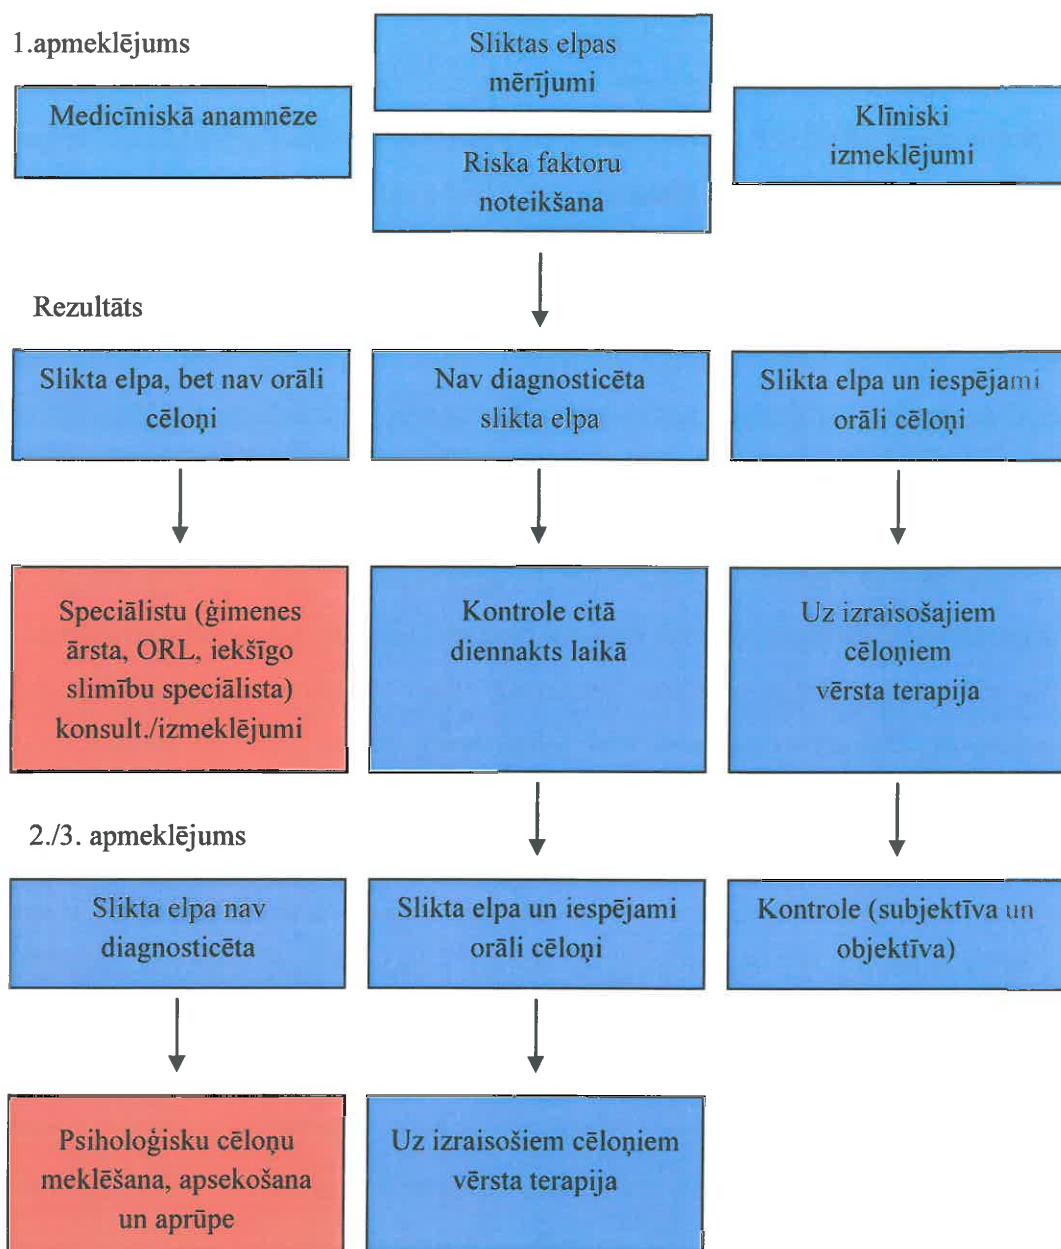 1.apmeklējums
Sliktas elpas
mērījumi
Medicīniskā anamnēze
Klīniski
izmeklējumi
Riska faktoru
noteikšana
Rezultāts
Slikta elpa, bet nav orāli
cēloņi
Nav diagnosticēta
slikta elpa
Slikta elpa un iespējami
orāli cēloņi
Speciālistu (ģimenes
ārsta, ORL, iekšīgo
slimību speciālista)
konsult./izmeklējumi
Kontrole citā
diennakts laikā
Uz izraisošajiem
cēloņiem
vērsta terapija
2./3. apmeklējums
Slikta elpa nav
diagnosticēta
Slikta elpa un iespējami
orāli cēloņi
Kontrole (subjektīva un
objektīva)
Psiholoģisku cēloņu
meklēšana, apsekošana
un aprūpe
Uz izraisošiem cēloņiem
vērsta terapija